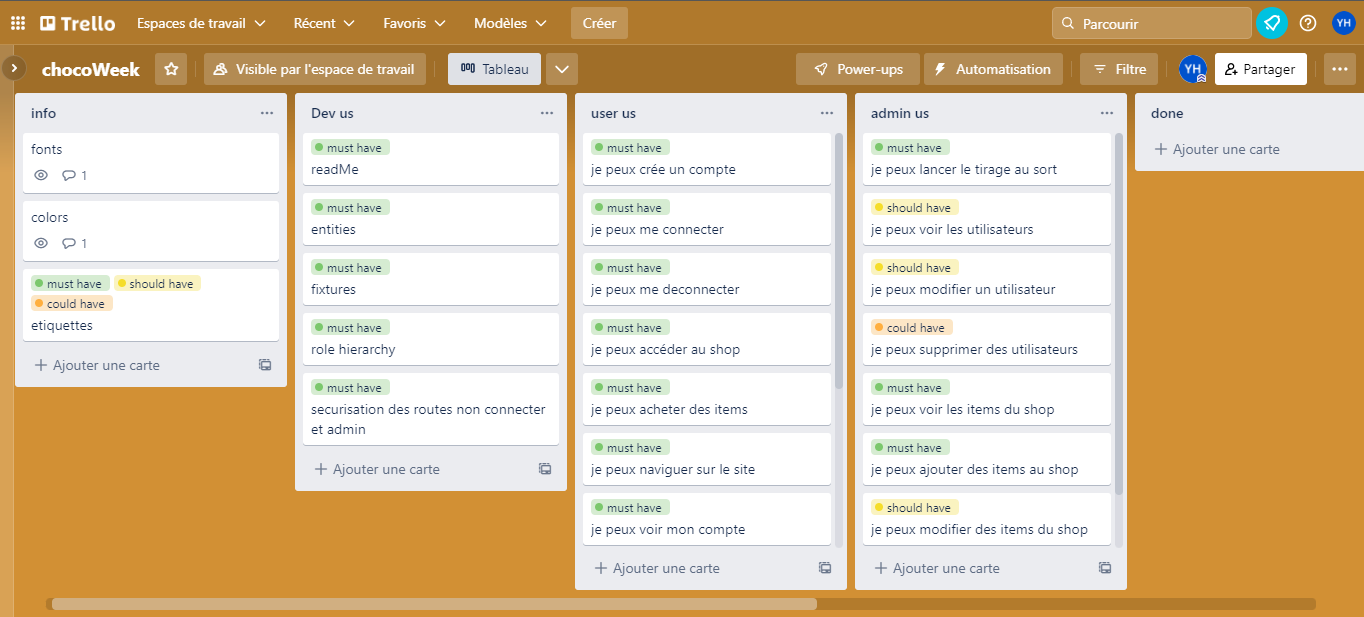 Trello
Espaces de travail
Récent
Favoris
Modèles
Créer
Parcourir
YH
chocoWeek
Visible par l'espace de travail
Tableau
Power-ups
Automatisation
Filtre
YH
Partager
info
fonts
1
colors
1
must have
should have
could have
etiquettes
Ajouter une carte
Dev us
must have
readMe
must have
entities
must have
fixtures
must have
role hierarchy
must have
securisation des routes non connecter
et admin
Ajouter une carte
user us
must have
je peux crée un compte
must have
je peux me connecter
must have
je peux me deconnecter
must have
je peux accéder au shop
must have
je peux acheter des items
must have
je peux naviguer sur le site
must have
je peux voir mon compte
Ajouter une carte
admin us
must have
je peux lancer le tirage au sort
should have
je peux voir les utilisateurs
should have
je peux modifier un utilisateur
could have
je peux supprimer des utilisateurs
must have
je peux voir les items du shop
must have
je peux ajouter des items au shop
should have
je peux modifier des items du shop
Ajouter une carte
done
Ajouter une carte